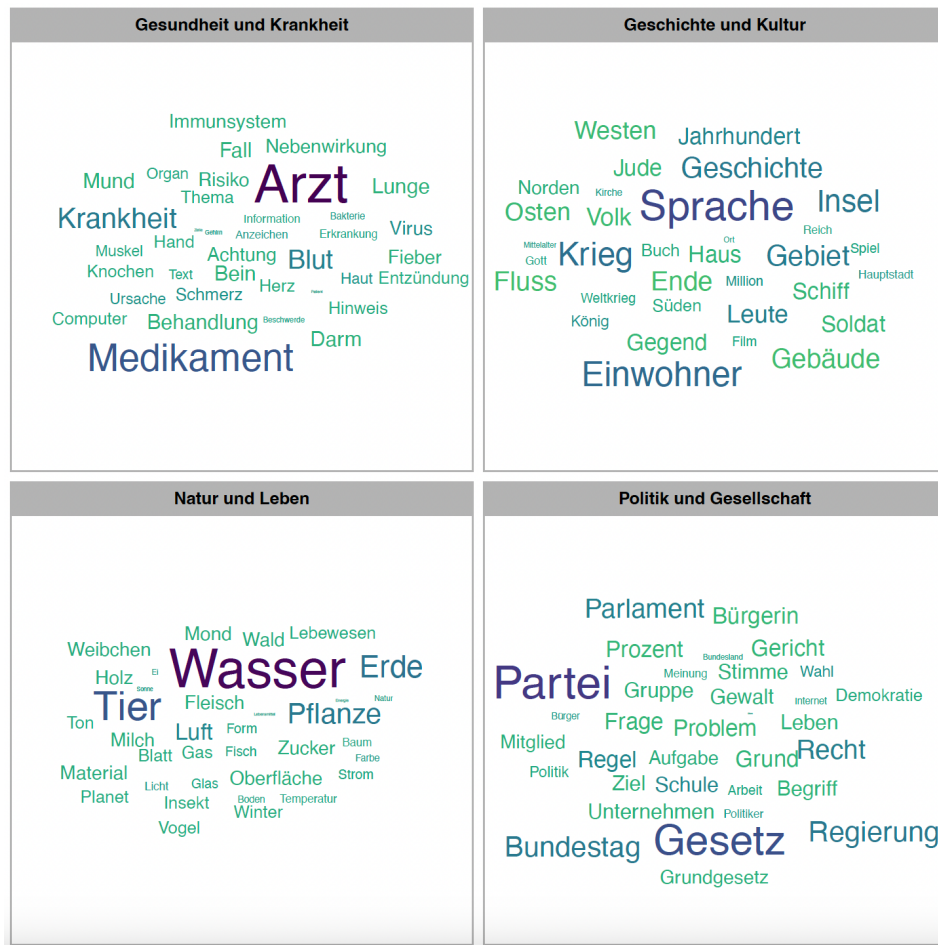 Gesundheit und Krankheit
Immunsystem
Fall Nebenwirkung
Mund Organ Risiko Arzt Lunge
Thema
Krankheit Information Bakterie
Gehirn Anzeichen Erkrankung Virus
Muskel Hand Achtung Blut Fieber
Knochen Text Bein Herz Haut Entzündung
Ursache Schmerz Hinweis
Computer Behandlung Beschwerde
Darm
Medikament
Geschichte und Kultur
Westen Jahrhundert
Jude Geschichte
Norden Kirche Sprache Insel
Osten Volk Reich
Ort
Mittelalter Krieg Buch Haus Gebiet Spiel
Gott
Fluss Ende Million Schiff Hauptstadt
Weltkrieg Süden
König Leute Soldat
Gegend Film
Einwohner Gebäude
Natur und Leben
Mond Wald Lebewesen
Weibchen
Holz Ei Wasser Erde
Sonne
Tier Fleisch Energie Natur
Lebensmittel Pflanze
Ton Luft Form
Milch Blatt Gas Fisch Zucker Baum
Farbe
Material Licht Glas Oberfläche Strom
Planet Insekt Boden Temperatur
Winter
Vogel
Politik und Gesellschaft
Parlament Bürgerin
Prozent Bundesland Gericht
Partei Meinung Stimme Wahl
Gruppe Gewalt Internet Demokratie
Bürger Frage Problem Leben
Mitglied Regel Aufgabe Grund Recht
Politik Ziel Schule Arbeit Begriff
Unternehmen Politiker
Bundestag Gesetz Regierung
Grundgesetz